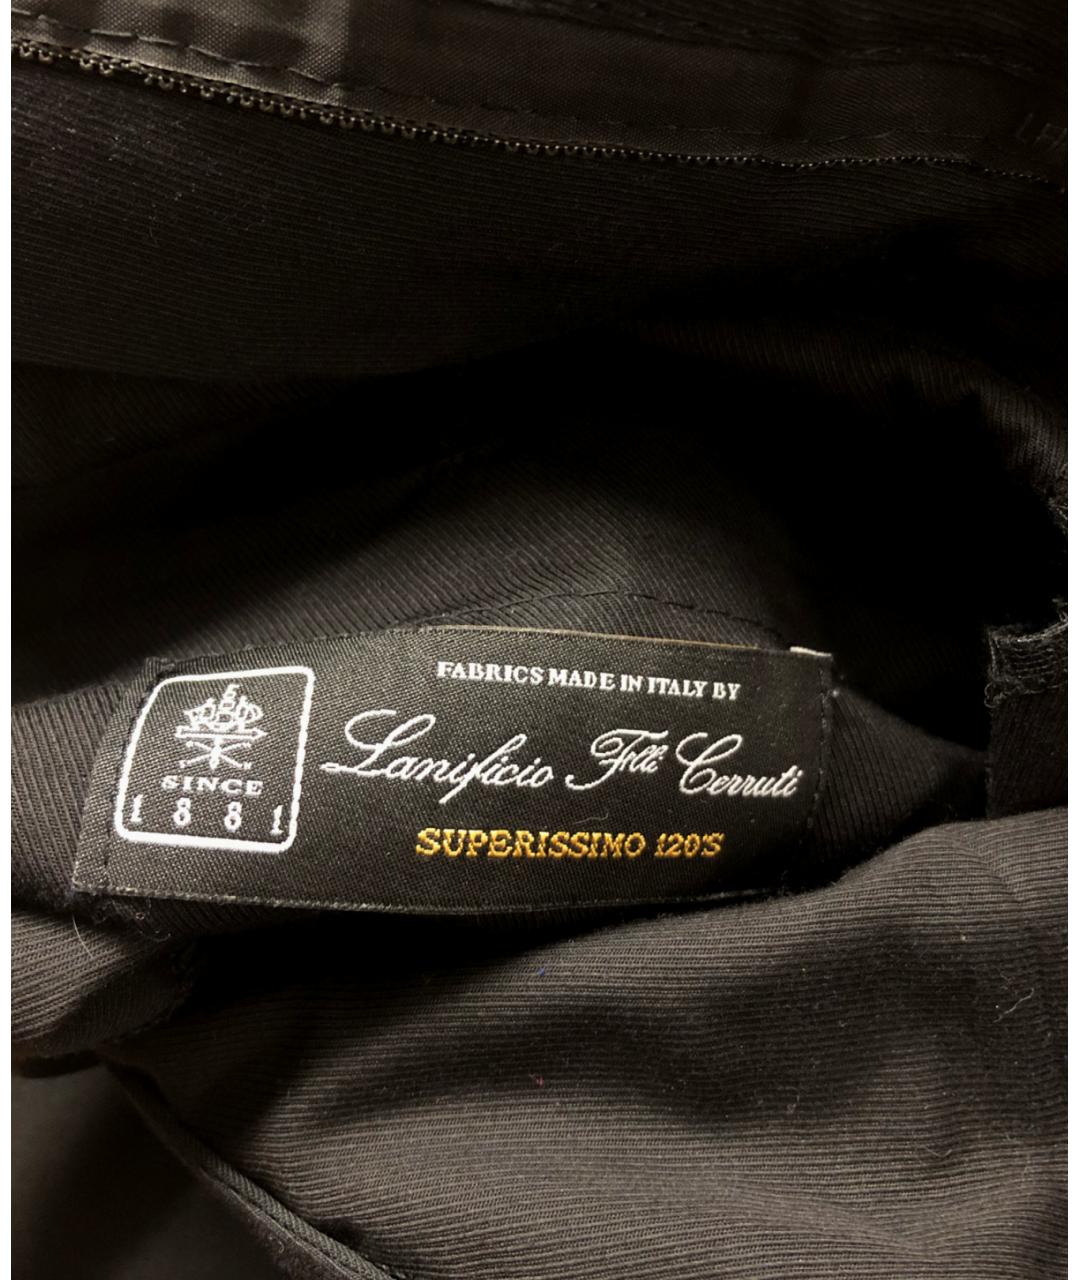 FABRICS MADE IN ITALY BY
Lanificio Flli Cerruti
SUPERISSIMO 120'S
SINCE
1881